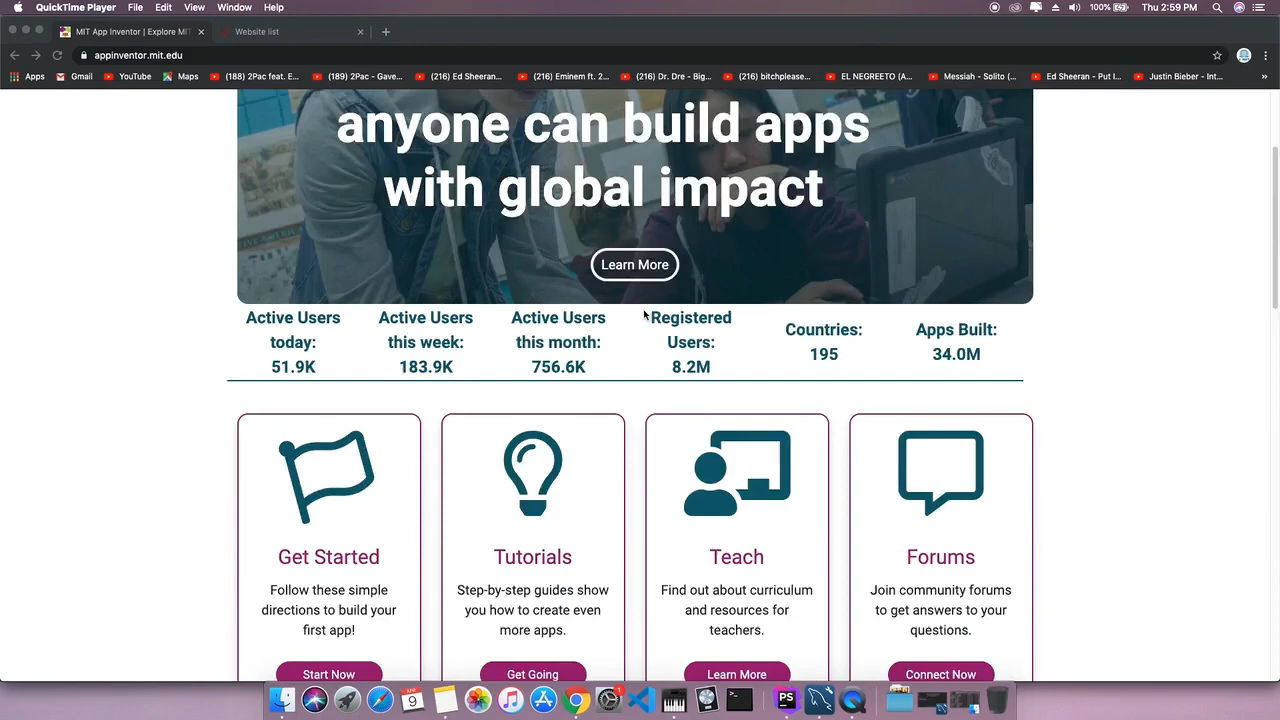 QuickTime Player File Edit View Window Help 100% Thu 2:59 PM
MIT App Inventor | Explore MIT Website list
appinventor.mit.edu
Apps Gmail YouTube Maps (188) 2Pac feat. E... (189) 2Pac - Gave... (216) Ed Sheeran... (216) Eminem ft. 2... (216) Dr. Dre - Big... (216) bitchplease... EL NEGREETO (A... Messiah - Solito (... Ed Sheeran - Put I... Justin Bieber - Int...
anyone can build apps
with global impact
Learn More
Active Users
today:
51.9K
Active Users
this week:
183.9K
Active Users
this month:
756.6K
Registered
Users:
8.2M
Countries:
195
Apps Built:
34.0M
Get Started
Follow these simple
directions to build your
first app!
Start Now
Tutorials
Step-by-step guides show
you how to create even
more apps.
Get Going
Teach
Find out about curriculum
and resources for
teachers.
Learn More
Forums
Join community forums
to get answers to your
questions.
Connect Now
APR
9
1
PS